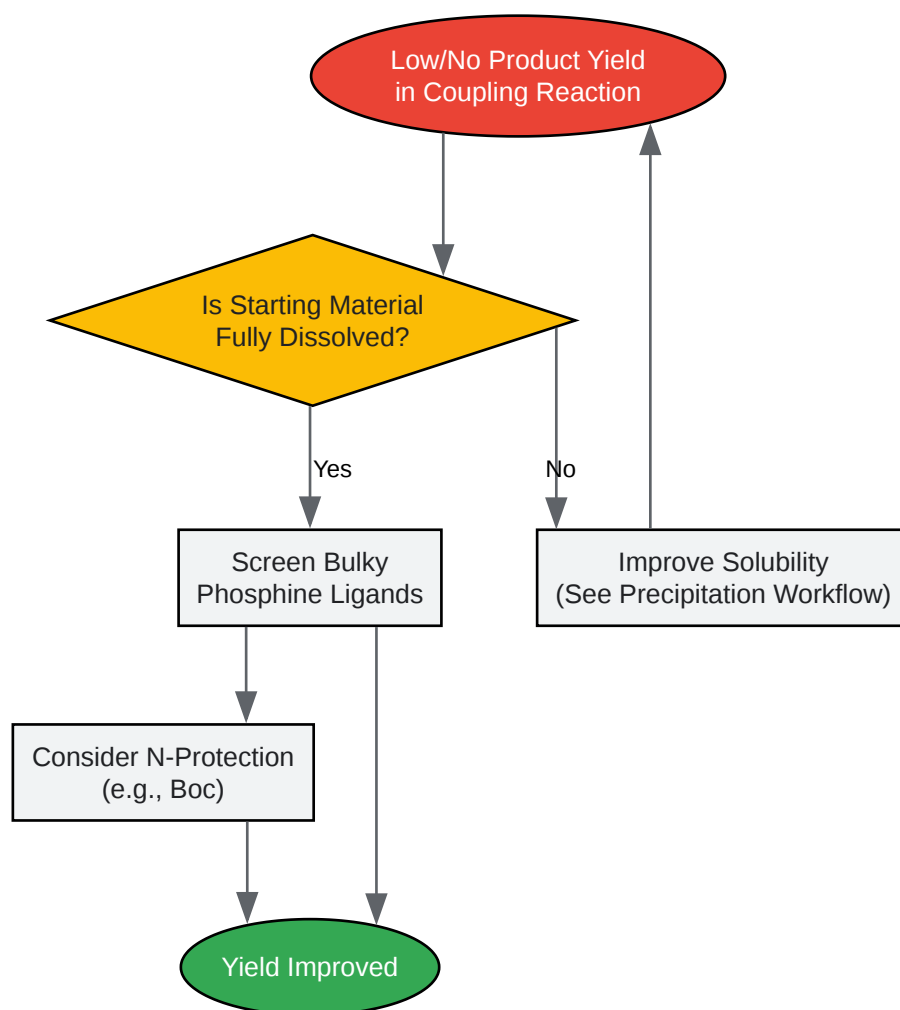 Low/No Product Yield
in Coupling Reaction
Is Starting Material
Fully Dissolved?
Yes
No
Screen Bulky
Phosphine Ligands
Improve Solubility
(See Precipitation Workflow)
Consider N-Protection
(e.g., Boc)
Yield Improved